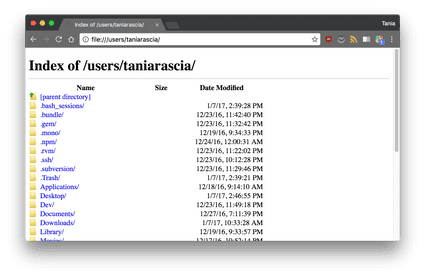 Index of /users/taniarascia/
Tania
file:///users/taniarascia/
Index of /users/taniarascia/
Name Size Date Modified
[parent directory]
.bash_sessions/ 1/7/17, 2:39:28 PM
.bundle/ 12/23/16, 11:42:40 PM
.gem/ 12/23/16, 11:32:42 PM
.mono/ 12/19/16, 9:34:33 PM
.npm/ 12/24/16, 12:00:31 AM
.rvm/ 12/23/16, 11:22:02 PM
.ssh/ 12/23/16, 10:12:28 PM
.subversion/ 12/23/16, 11:29:46 PM
.Trash/ 1/7/17, 2:39:21 PM
Applications/ 12/18/16, 9:14:10 AM
Desktop/ 1/7/17, 2:46:55 PM
Dev/ 12/23/16, 11:49:18 PM
Documents/ 12/27/16, 7:11:39 PM
Downloads/ 1/7/17, 10:33:28 AM
Library/ 12/19/16, 9:33:57 PM